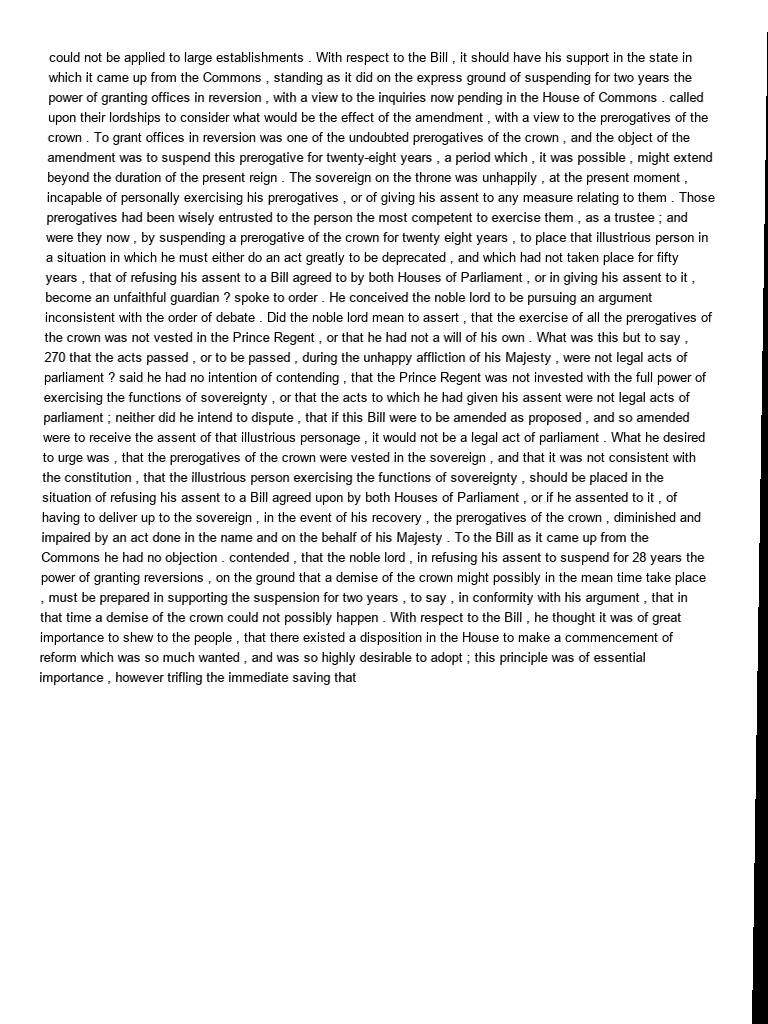 could not be applied to large establishments . With respect to the Bill , it should have his support in the state in
which it came up from the Commons , standing as it did on the express ground of suspending for two years the
power of granting offices in reversion , with a view to the inquiries now pending in the House of Commons . called
upon their lordships to consider what would be the effect of the amendment , with a view to the prerogatives of the
crown . To grant offices in reversion was one of the undoubted prerogatives of the crown , and the object of the
amendment was to suspend this prerogative for twenty-eight years , a period which , it was possible , might extend
beyond the duration of the present reign . The sovereign on the throne was unhappily , at the present moment ,
incapable of personally exercising his prerogatives , or of giving his assent to any measure relating to them . Those
prerogatives had been wisely entrusted to the person the most competent to exercise them , as a trustee ; and
were they now , by suspending a prerogative of the crown for twenty eight years , to place that illustrious person in
a situation in which he must either do an act greatly to be deprecated , and which had not taken place for fifty
years , that of refusing his assent to a Bill agreed to by both Houses of Parliament , or in giving his assent to it ,
become an unfaithful guardian ? spoke to order . He conceived the noble lord to be pursuing an argument
inconsistent with the order of debate . Did the noble lord mean to assert , that the exercise of all the prerogatives of
the crown was not vested in the Prince Regent , or that he had not a will of his own . What was this but to say ,
270 that the acts passed , or to be passed , during the unhappy affliction of his Majesty , were not legal acts of
parliament ? said he had no intention of contending , that the Prince Regent was not invested with the full power of
exercising the functions of sovereignty , or that the acts to which he had given his assent were not legal acts of
parliament ; neither did he intend to dispute , that if this Bill were to be amended as proposed , and so amended
were to receive the assent of that illustrious personage , it would not be a legal act of parliament . What he desired
to urge was , that the prerogatives of the crown were vested in the sovereign , and that it was not consistent with
the constitution , that the illustrious person exercising the functions of sovereignty , should be placed in the
situation of refusing his assent to a Bill agreed upon by both Houses of Parliament , or if he assented to it , of
having to deliver up to the sovereign , in the event of his recovery , the prerogatives of the crown , diminished and
impaired by an act done in the name and on the behalf of his Majesty . To the Bill as it came up from the
Commons he had no objection . contended , that the noble lord , in refusing his assent to suspend for 28 years the
power of granting reversions , on the ground that a demise of the crown might possibly in the mean time take place
, must be prepared in supporting the suspension for two years , to say , in conformity with his argument , that in
that time a demise of the crown could not possibly happen . With respect to the Bill , he thought it was of great
importance to shew to the people , that there existed a disposition in the House to make a commencement of
reform which was so much wanted , and was so highly desirable to adopt ; this principle was of essential
importance , however trifling the immediate saving that